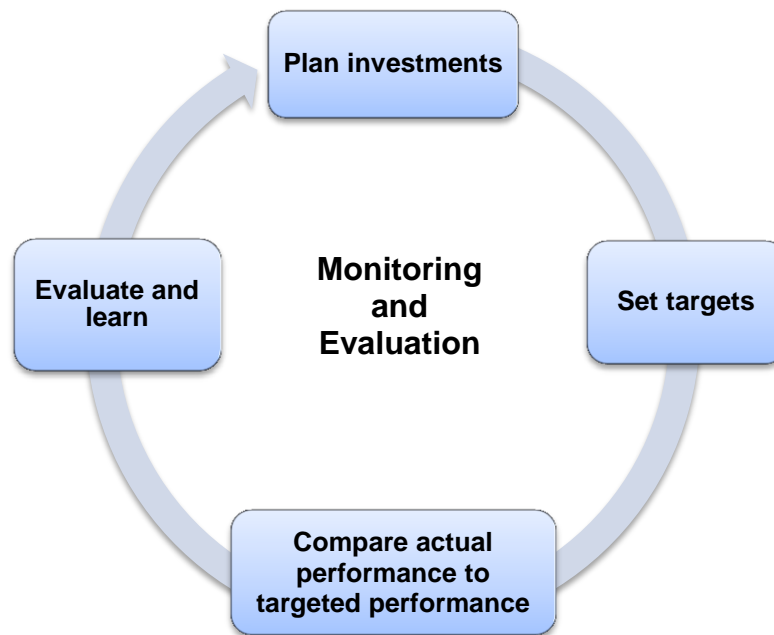 Plan investments
Set targets
Compare actual
performance to
targeted performance
Evaluate and
learn
Monitoring
and
Evaluation